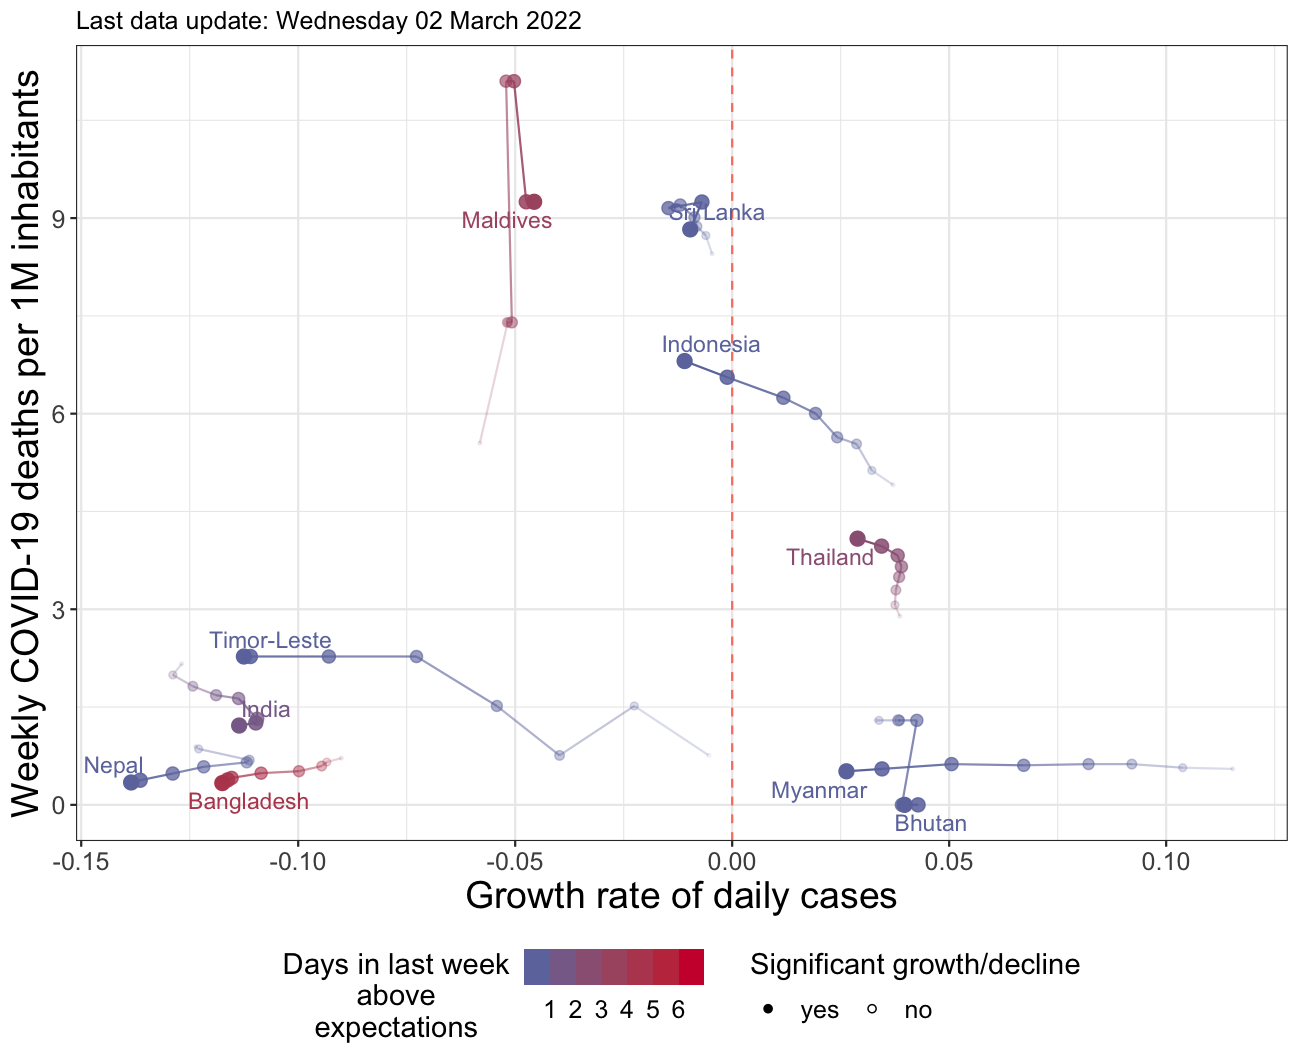 Last data update: Wednesday 02 March 2022
Weekly COVID-19 deaths per 1M inhabitants
9
6
3
0
Maldives
Sri Lanka
Indonesia
Thailand
Timor-Leste
India
Nepal
Bangladesh
Myanmar
Bhutan
-0.15 -0.10 -0.05 0.00 0.05 0.10
Growth rate of daily cases
Days in last week
above
expectations
1 2 3 4 5 6
Significant growth/decline
yes no